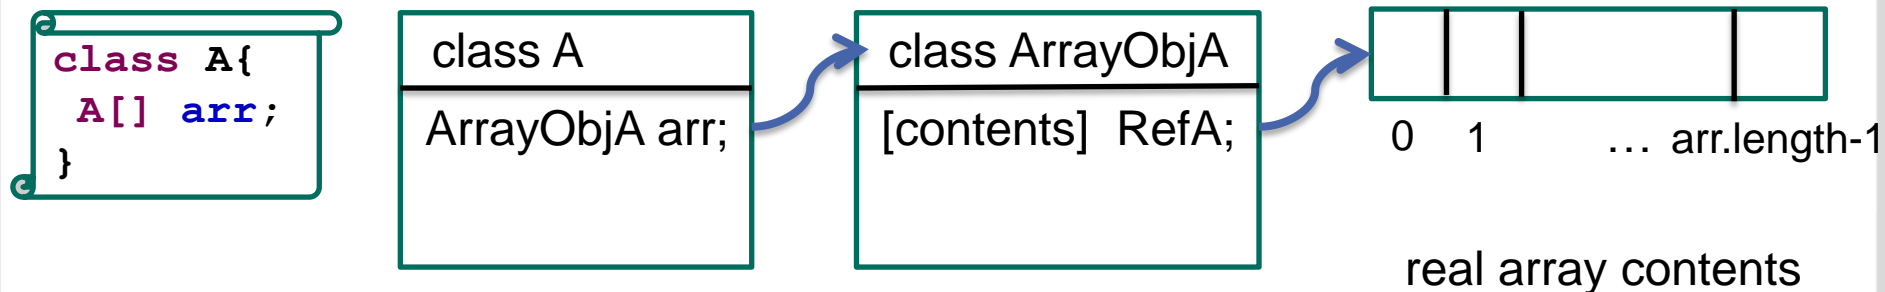 class A{
A[] arr;
}
class A
ArrayObjA arr;
class ArrayObjA
[contents] RefA;
0 1 … arr.length-1
real array contents